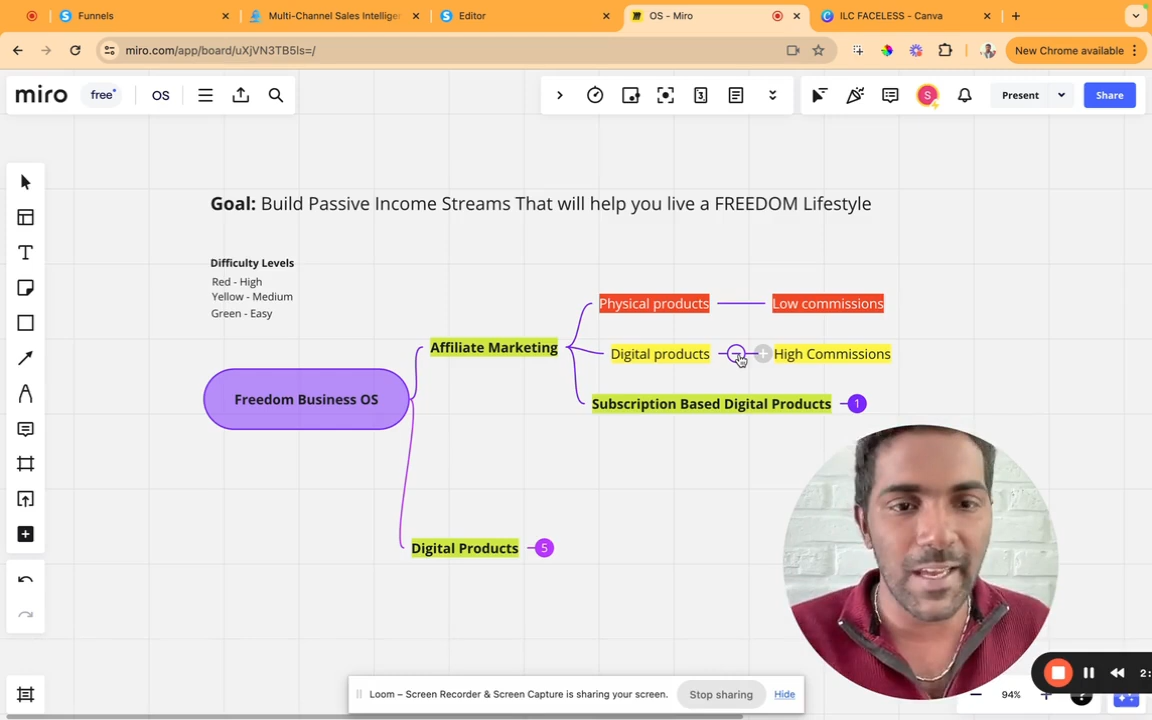 Funnels
Multi-Channel Sales Intelliger
Editor
OS - Miro
ILC FACELESS - Canva
miro.com/app/board/uXjVN3TB5Is=/
New Chrome available
miro
free
OS
3
S
Present
Share
Goal: Build Passive Income Streams That will help you live a FREEDOM Lifestyle
Difficulty Levels
Red - High
Yellow - Medium
Green - Easy
Physical products
Low commissions
Affiliate Marketing
Digital products
High Commissions
Freedom Business OS
Subscription Based Digital Products
1
Digital Products
5
Loom – Screen Recorder & Screen Capture is sharing your screen.
Stop sharing
Hide
2:
94%
?